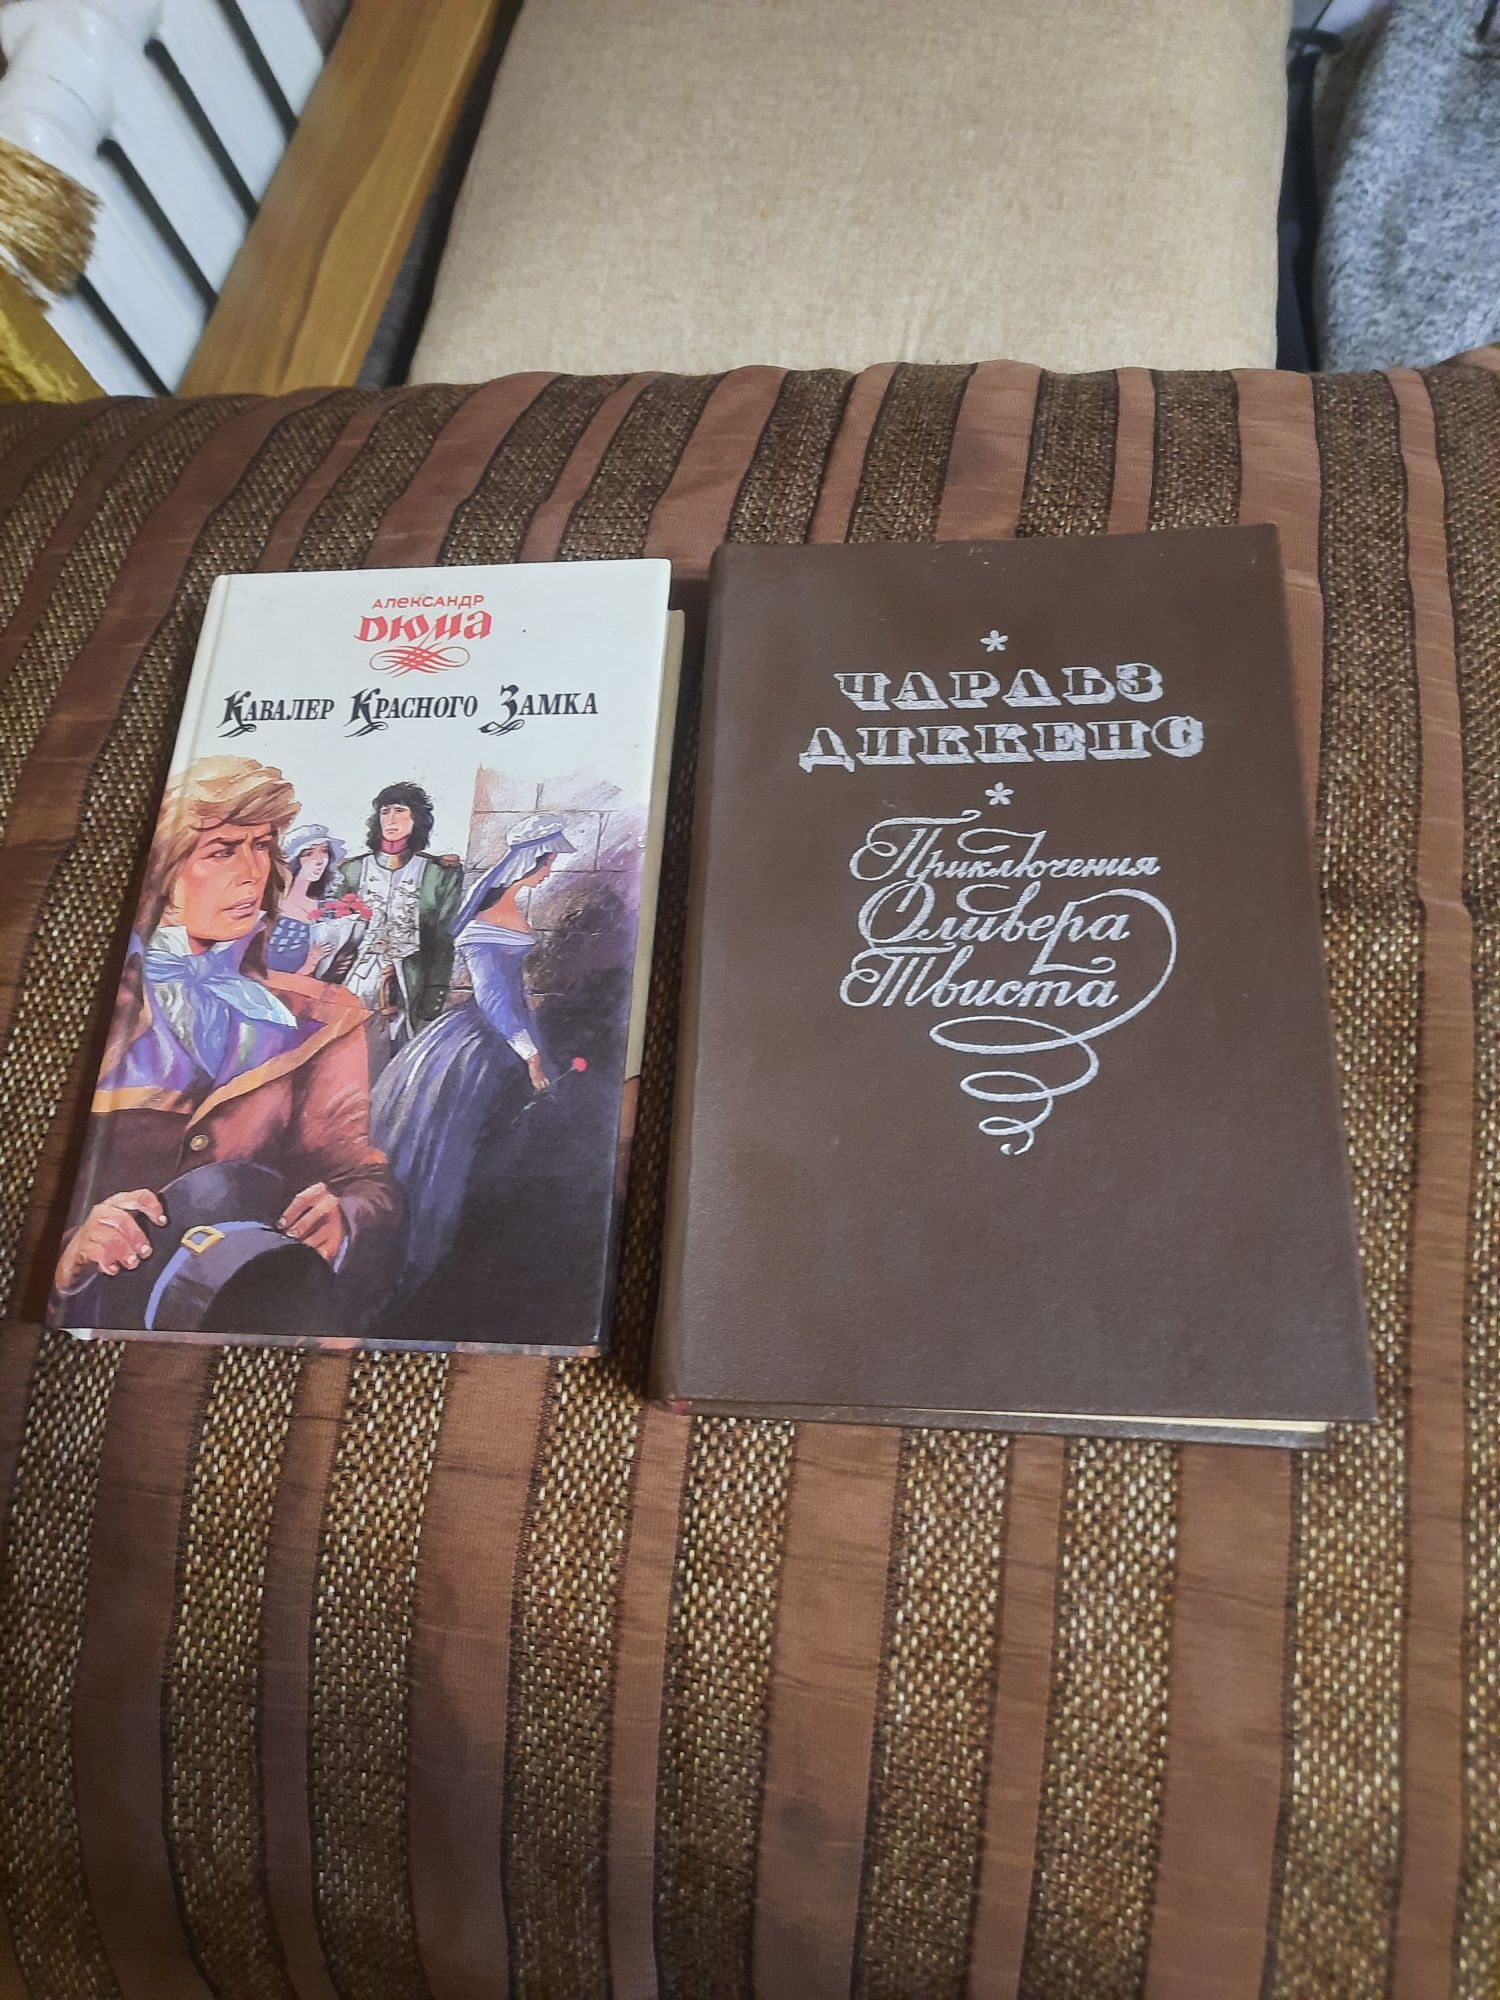 Александр
Дюма
Кавалер Красного Замка
Чарльз
Диккенс
Приключения
Оливера
Твиста